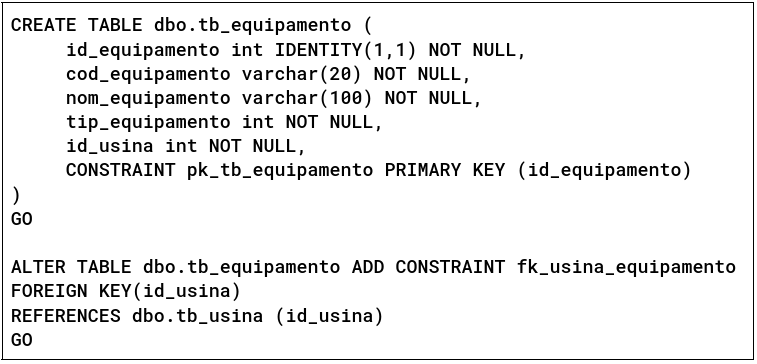 CREATE TABLE dbo.tb_equipamento (
id_equipamento int IDENTITY(1,1) NOT NULL,
cod_equipamento varchar(20) NOT NULL,
nom_equipamento varchar(100) NOT NULL,
tip_equipamento int NOT NULL,
id_usina int NOT NULL,
CONSTRAINT pk_tb_equipamento PRIMARY KEY (id_equipamento)
)
GO
ALTER TABLE dbo.tb_equipamento ADD CONSTRAINT fk_usina_equipamento
FOREIGN KEY(id_usina)
REFERENCES dbo.tb_usina (id_usina)
GO